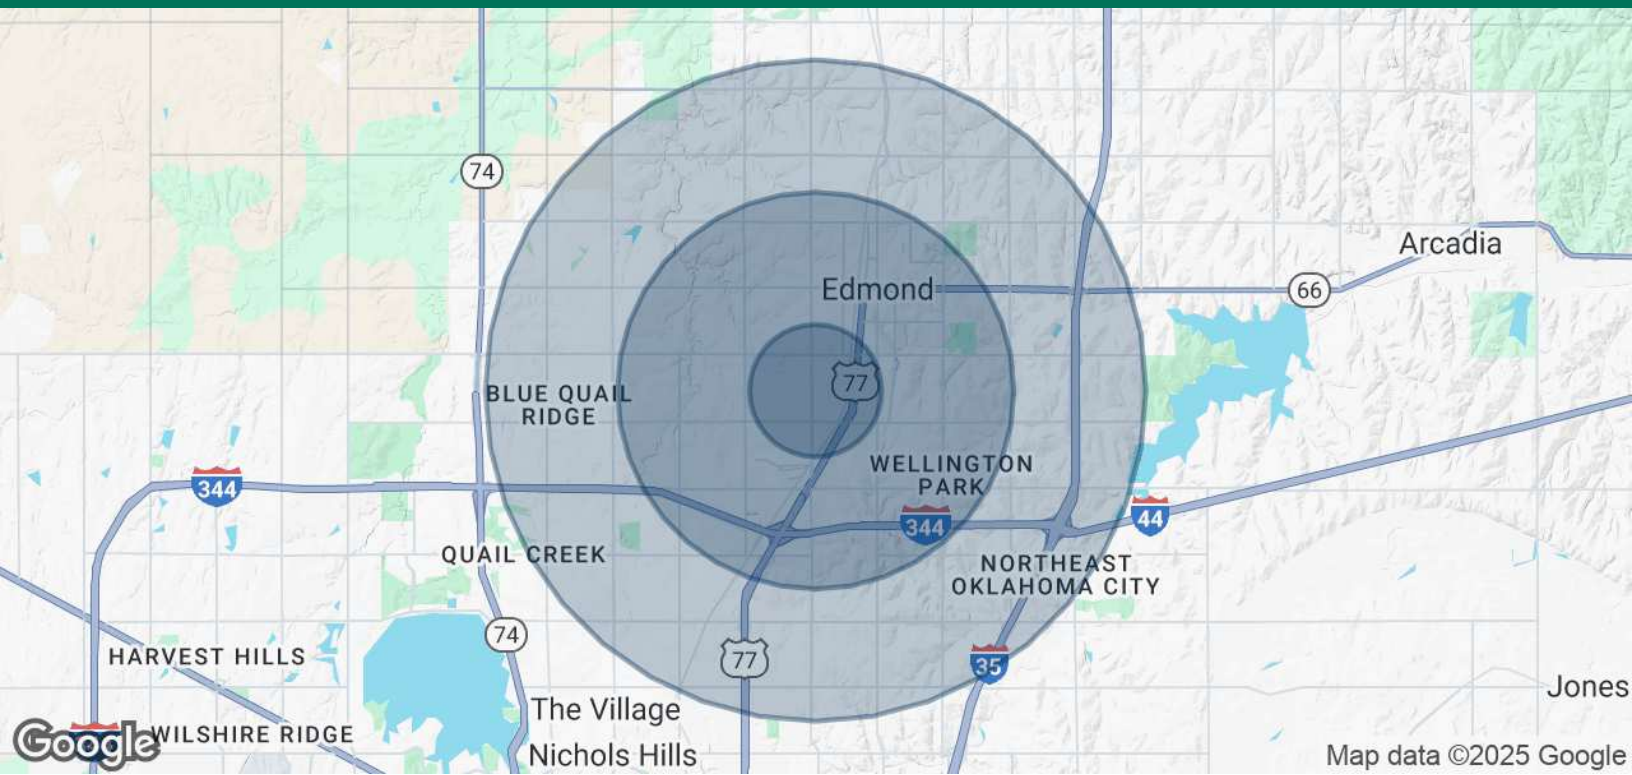 74
Arcadia
Edmond
66
77
BLUE QUAIL
RIDGE
WELLINGTON
PARK
344
344
44
QUAIL CREEK
NORTHEAST
OKLAHOMA CITY
74
HARVEST HILLS
77
35
Jones
The Village
WILSHIRE RIDGE
Nichols Hills
Google
Map data ©2025 Google